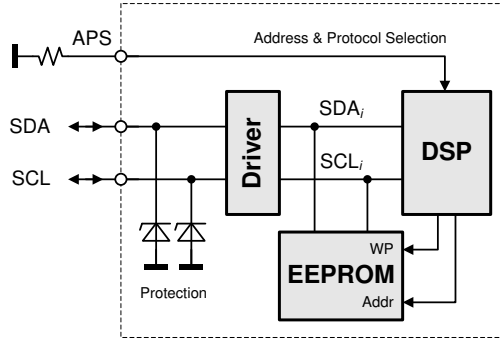 APS
Address & Protocol Selection
SDA
SDAi
Driver
DSP
SCL
SCLi
WP
EEPROM
Protection
Addr